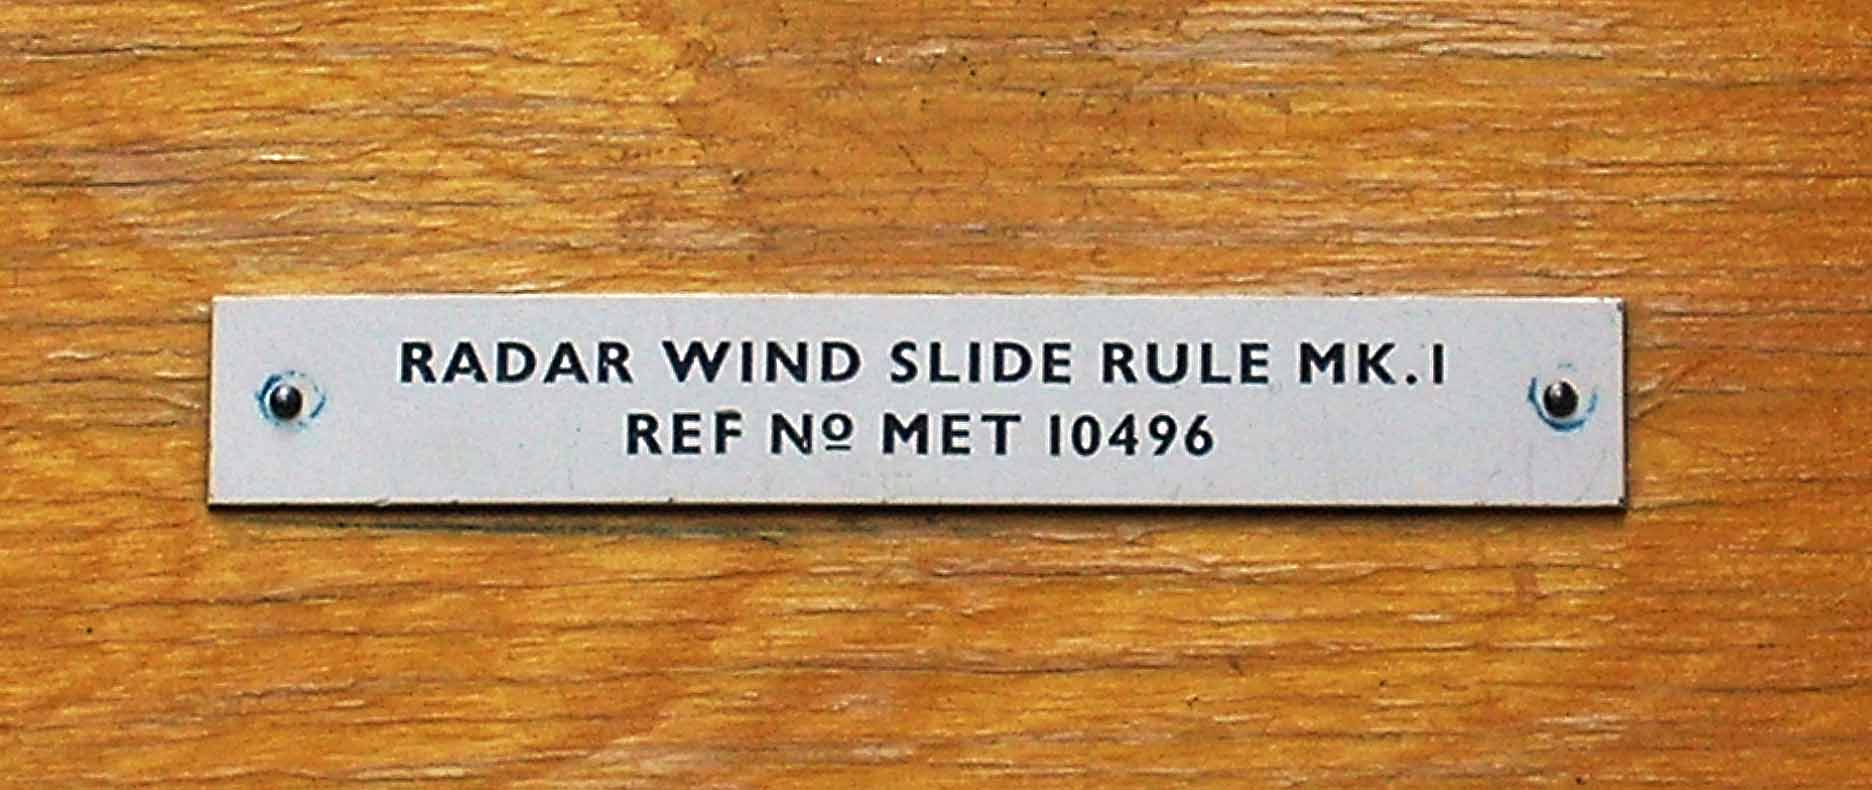 RADAR WIND SLIDE RULE MK.I
REF Nº MET 10496